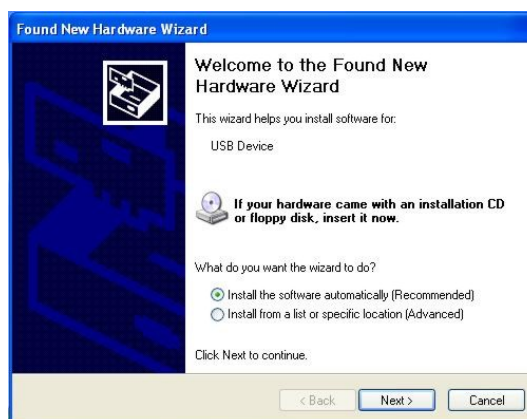 Found New Hardware Wizard
Welcome to the Found New
Hardware Wizard
This wizard helps you install software for:
USB Device
If your hardware came with an installation CD
or floppy disk, insert it now.
What do you want the wizard to do?
Install the software automatically (Recommended)
Install from a list or specific location (Advanced)
Click Next to continue.
< Back
Next >
Cancel